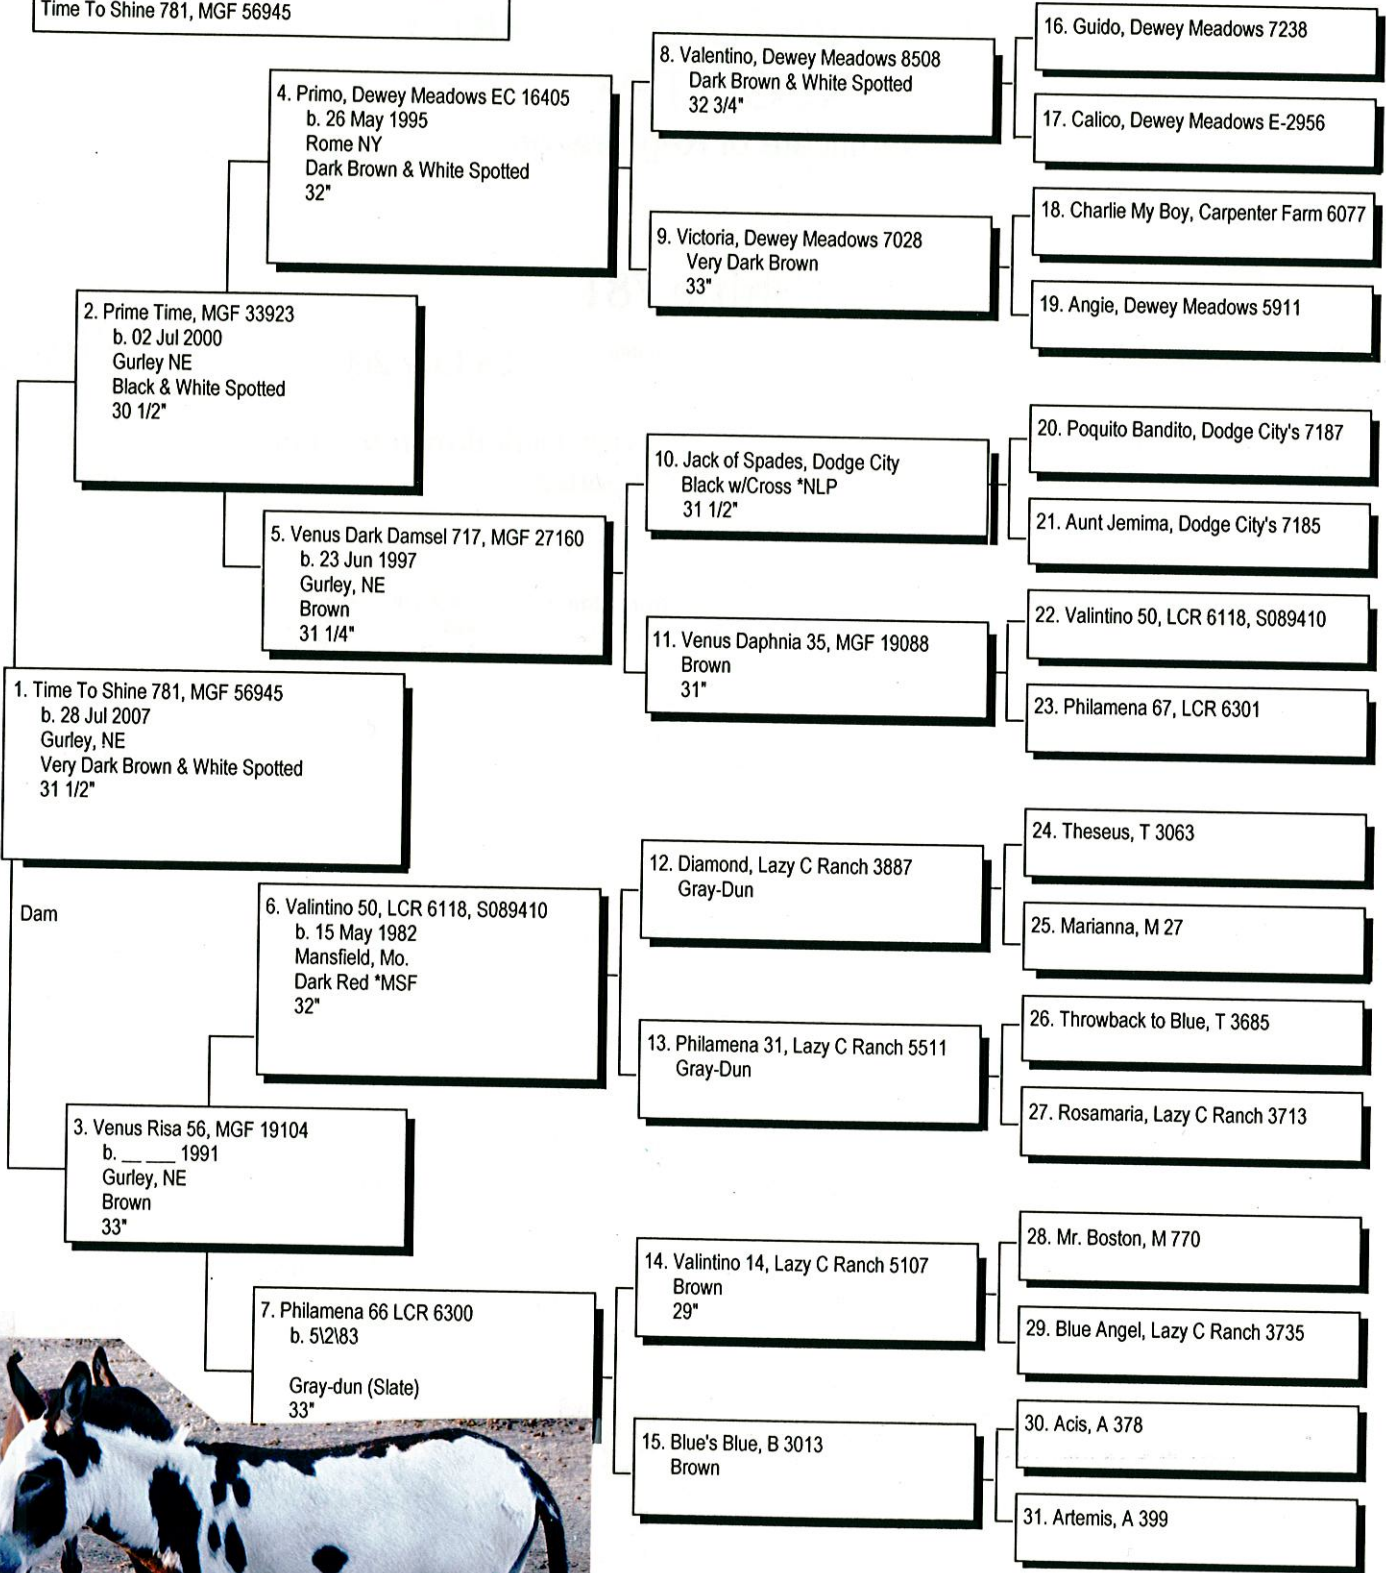 Time To Shine 781, MGF 56945
16. Guido, Dewey Meadows 7238
8. Valentino, Dewey Meadows 8508
Dark Brown & White Spotted
32 3/4"
17. Calico, Dewey Meadows E-2956
4. Primo, Dewey Meadows EC 16405
b. 26 May 1995
Rome NY
Dark Brown & White Spotted
32"
18. Charlie My Boy, Carpenter Farm 6077
9. Victoria, Dewey Meadows 7028
Very Dark Brown
33"
19. Angie, Dewey Meadows 5911
2. Prime Time, MGF 33923
b. 02 Jul 2000
Gurley NE
Black & White Spotted
30 1/2"
20. Poquito Bandito, Dodge City's 7187
10. Jack of Spades, Dodge City
Black w/Cross *NLP
31 1/2"
21. Aunt Jemima, Dodge City's 7185
5. Venus Dark Damsel 717, MGF 27160
b. 23 Jun 1997
Gurley, NE
Brown
31 1/4"
22. Valintino 50, LCR 6118, S089410
11. Venus Daphnia 35, MGF 19088
Brown
31"
23. Philamena 67, LCR 6301
1. Time To Shine 781, MGF 56945
b. 28 Jul 2007
Gurley, NE
Very Dark Brown & White Spotted
31 1/2"
24. Theseus, T 3063
12. Diamond, Lazy C Ranch 3887
Gray-Dun
25. Marianna, M 27
Dam
6. Valintino 50, LCR 6118, S089410
b. 15 May 1982
Mansfield, Mo.
Dark Red *MSF
32"
26. Throwback to Blue, T 3685
13. Philamena 31, Lazy C Ranch 5511
Gray-Dun
27. Rosamaria, Lazy C Ranch 3713
3. Venus Risa 56, MGF 19104
b. __ ___ 1991
Gurley, NE
Brown
33"
28. Mr. Boston, M 770
14. Valintino 14, Lazy C Ranch 5107
Brown
29"
29. Blue Angel, Lazy C Ranch 3735
7. Philamena 66 LCR 6300
b. 5\2\83
Gray-dun (Slate)
33"
30. Acis, A 378
15. Blue's Blue, B 3013
Brown
31. Artemis, A 399